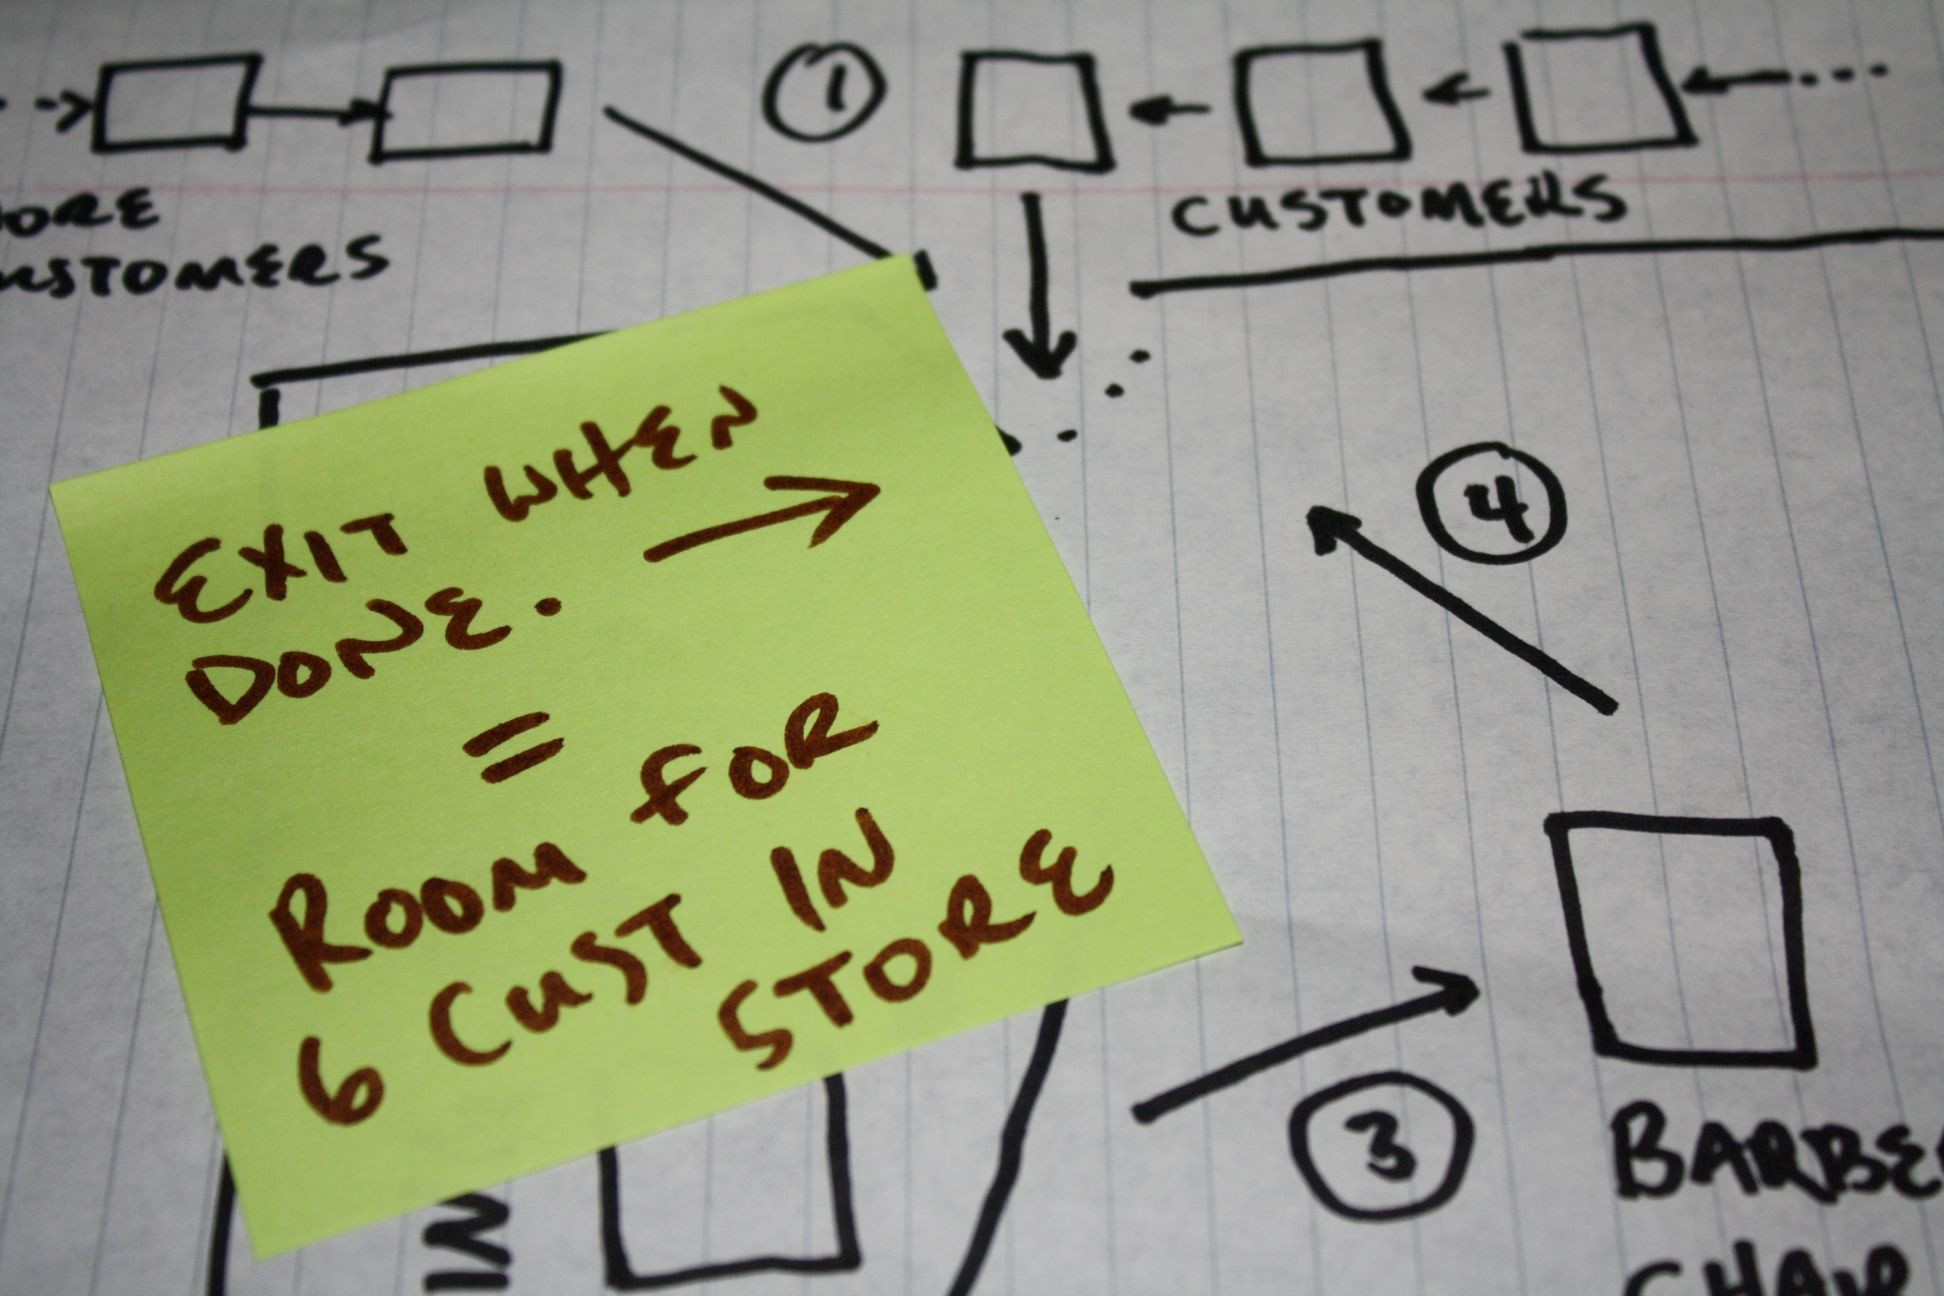 1
CUSTOMERS
4
EXIT WHEN
DONE.
=
ROOM FOR
6 CUST IN
STORE
3